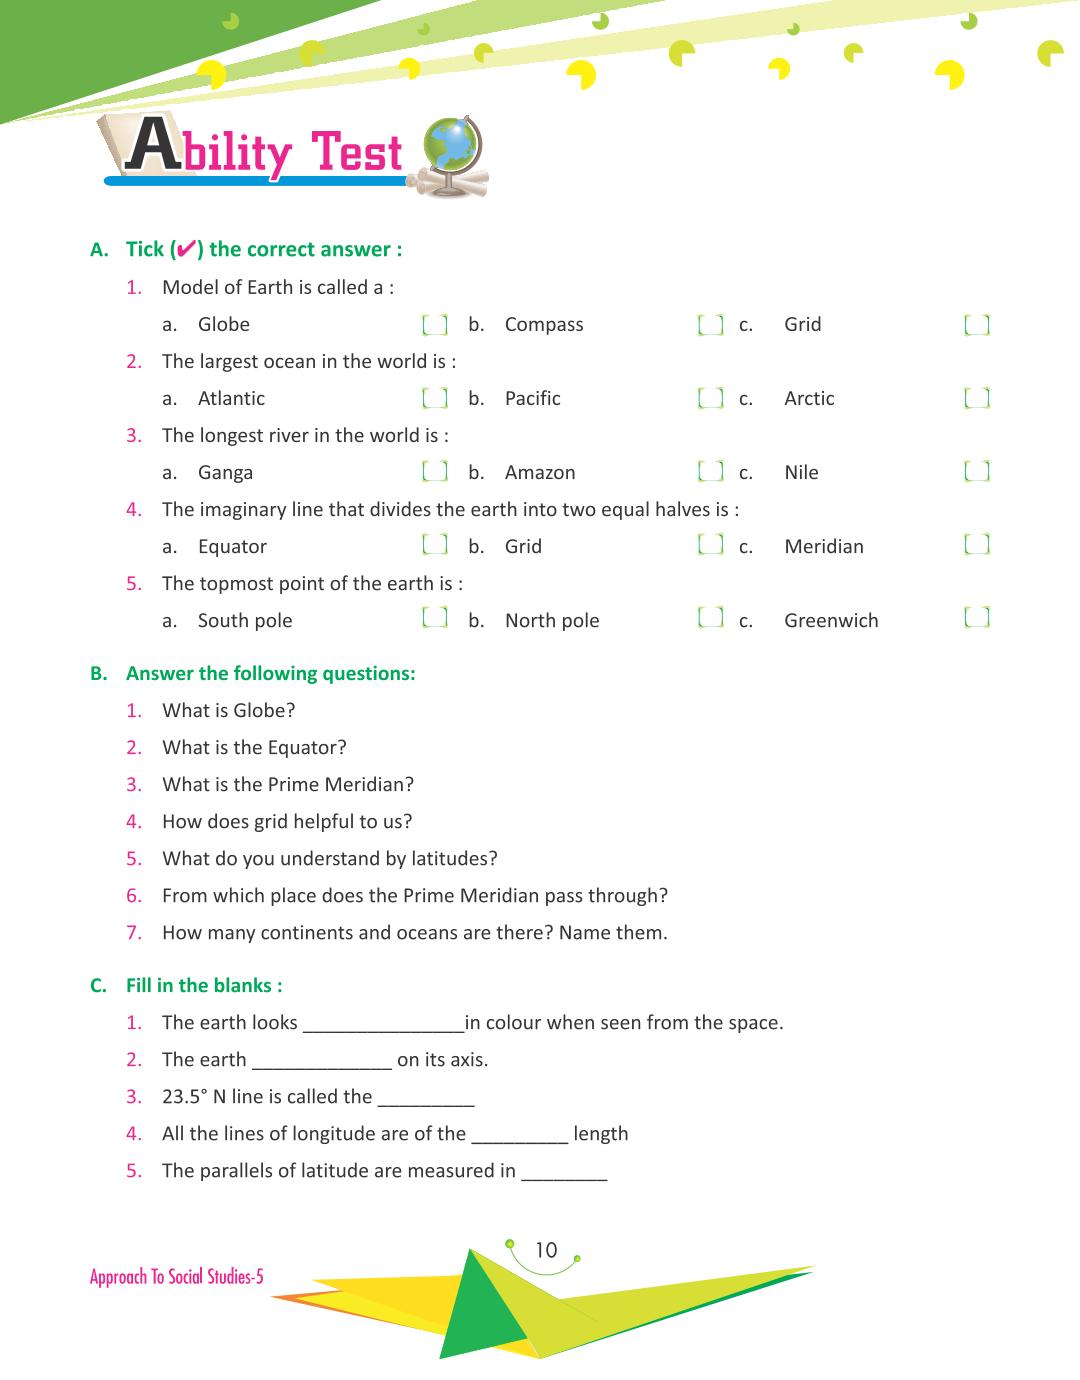 Ability Test
A. Tick (✔) the correct answer :
1. Model of Earth is called a :
a. Globe b. Compass c. Grid
2. The largest ocean in the world is :
a. Atlantic b. Pacific c. Arctic
3. The longest river in the world is :
a. Ganga b. Amazon c. Nile
4. The imaginary line that divides the earth into two equal halves is :
a. Equator b. Grid c. Meridian
5. The topmost point of the earth is :
a. South pole b. North pole c. Greenwich
B. Answer the following questions:
1. What is Globe?
2. What is the Equator?
3. What is the Prime Meridian?
4. How does grid helpful to us?
5. What do you understand by latitudes?
6. From which place does the Prime Meridian pass through?
7. How many continents and oceans are there? Name them.
C. Fill in the blanks :
1. The earth looks _______________in colour when seen from the space.
2. The earth _____________ on its axis.
3. 23.5° N line is called the _________
4. All the lines of longitude are of the _________ length
5. The parallels of latitude are measured in ________
10
Approach To Social Studies-5